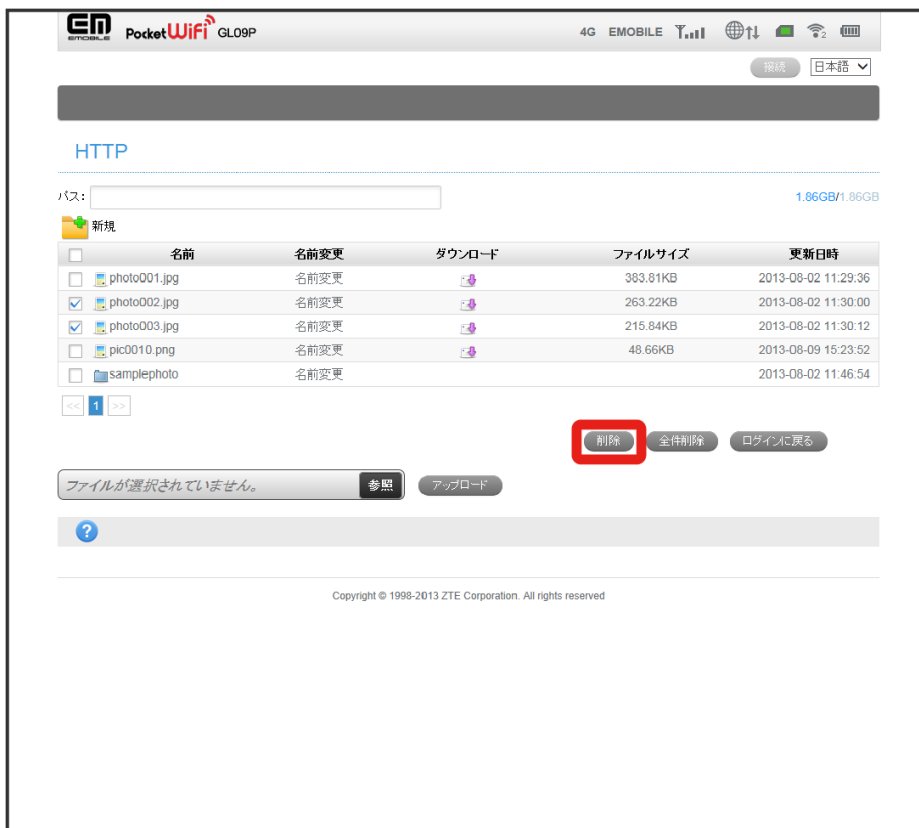 EM EMOBILE Pocket WiFi GL09P 4G EMOBILE 2
接続 日本語
HTTP
パス: 1.86GB/1.86GB
新規
名前 名前変更 ダウンロード ファイルサイズ 更新日時
photo001.jpg 名前変更 383.81KB 2013-08-02 11:29:36
photo002.jpg 名前変更 263.22KB 2013-08-02 11:30:00
photo003.jpg 名前変更 215.84KB 2013-08-02 11:30:12
pic0010.png 名前変更 48.66KB 2013-08-09 15:23:52
samplephoto 名前変更 2013-08-02 11:46:54
<< 1 >>
削除 全件削除 ログインに戻る
ファイルが選択されていません。 参照 アップロード
?
Copyright © 1998-2013 ZTE Corporation. All rights reserved